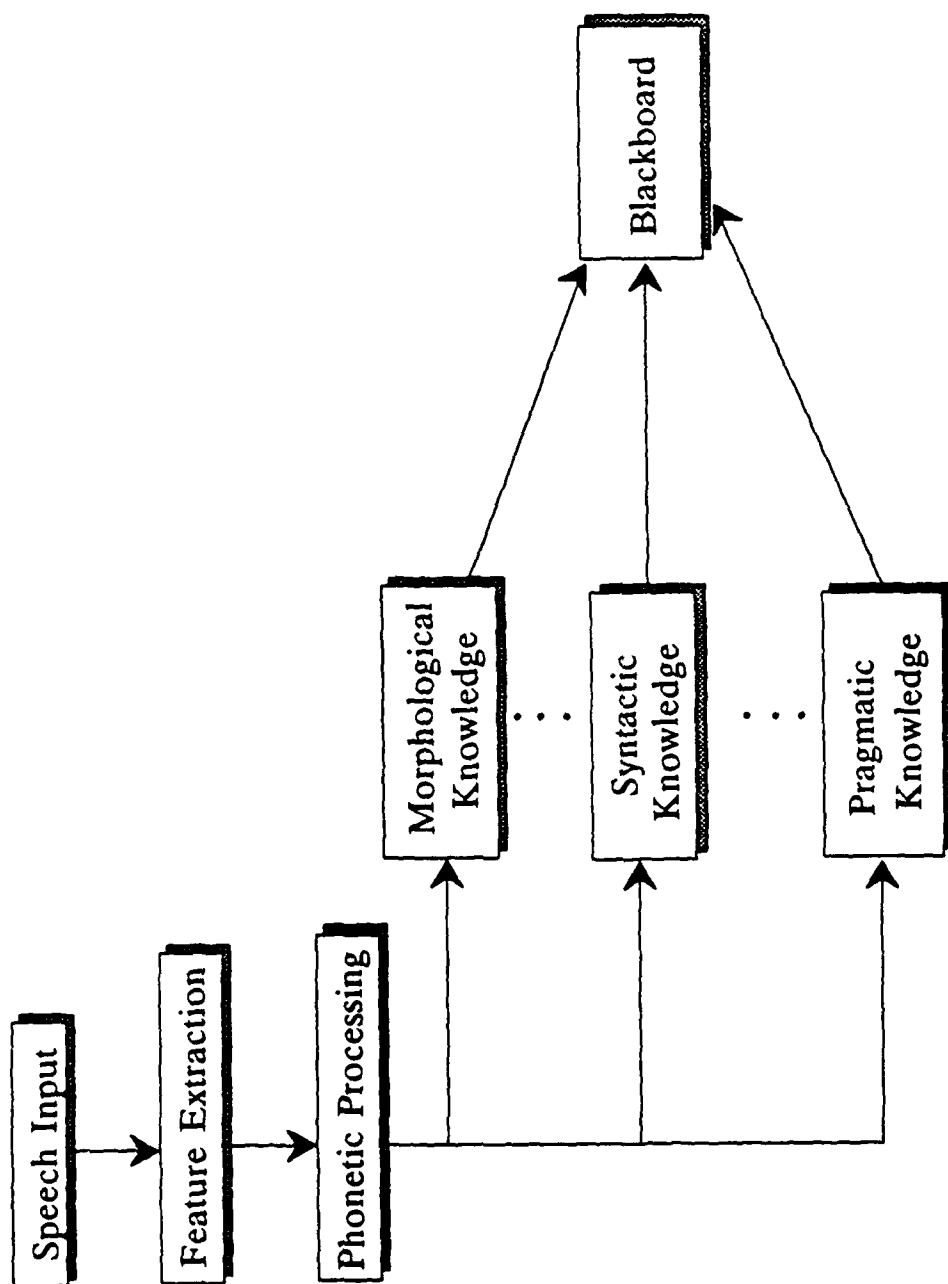 Speech Input
Feature Extraction
Phonetic Processing
Morphological
Knowledge
. . .
Syntactic
Knowledge
. . .
Pragmatic
Knowledge
Blackboard